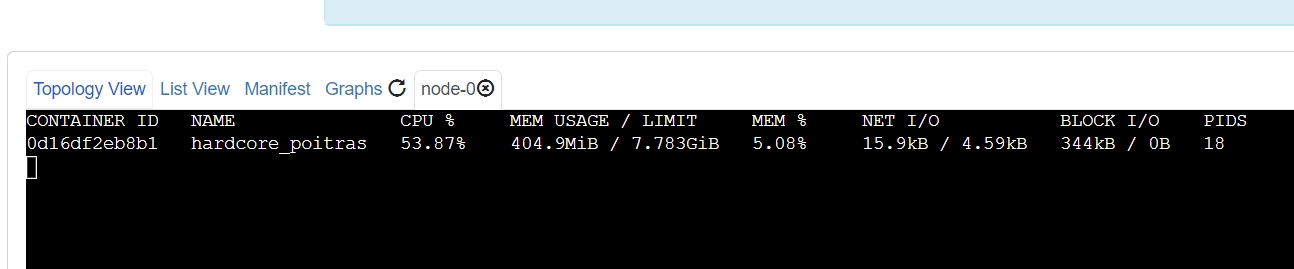 Topology View List View Manifest Graphs node-0
CONTAINER ID NAME CPU % MEM USAGE / LIMIT MEM % NET I/O BLOCK I/O PIDS
0d16df2eb8b1 hardcore_poitras 53.87% 404.9MiB / 7.783GiB 5.08% 15.9kB / 4.59kB 344kB / 0B 18